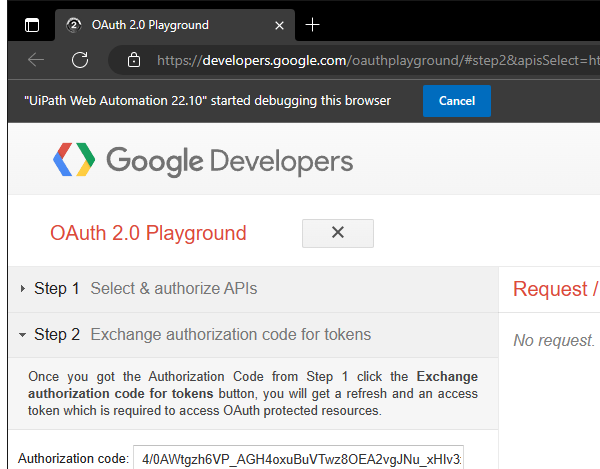 OAuth 2.0 Playground
https://developers.google.com/oauthplayground/#step2&apisSelect=ht
"UiPath Web Automation 22.10" started debugging this browser
Cancel
Google Developers
OAuth 2.0 Playground
Step 1 Select & authorize APIs
Request /
Step 2 Exchange authorization code for tokens
No request.
Once you got the Authorization Code from Step 1 click the Exchange
authorization code for tokens button, you will get a refresh and an access
token which is required to access OAuth protected resources.
Authorization code: 4/0AWtgzh6VP_AGH4oxuBuVTwz8OEA2vgJNu_xHIv3